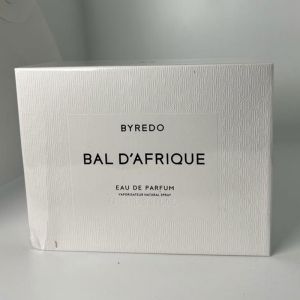 BYREDO
BAL D'AFRIQUE
EAU DE PARFUM
VAPORISATEUR NATURAL SPRAY